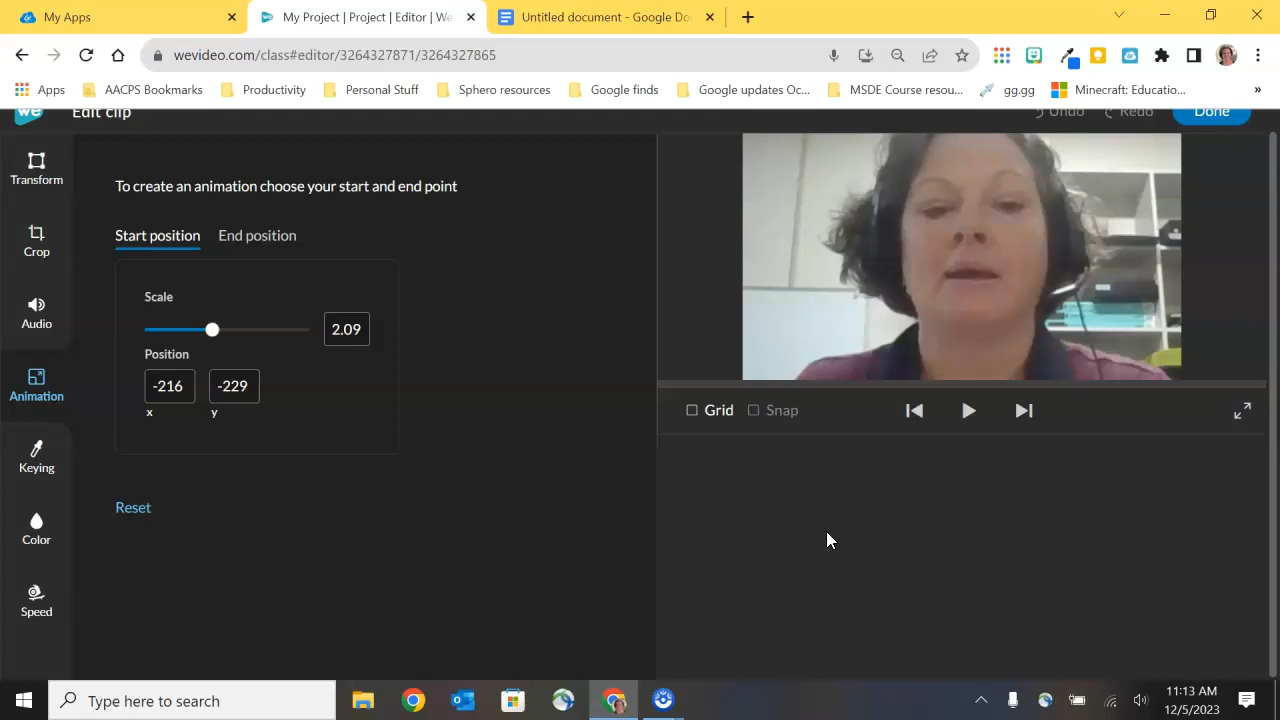 My Apps
My Project | Project | Editor | We
Untitled document - Google Do
wevideo.com/class#editor/3264327871/3264327865
Apps
AACPS Bookmarks
Productivity
Personal Stuff
Sphero resources
Google finds
Google updates Oc...
MSDE Course resou...
gg.gg
Minecraft: Educatio...
»
we
Edit clip
Undo
Redo
Done
Transform
Crop
Audio
Animation
Keying
Color
Speed
To create an animation choose your start and end point
Start position
End position
Scale
2.09
Position
-216
-229
x
y
Reset
Grid
Snap
Type here to search
11:13 AM
12/5/2023